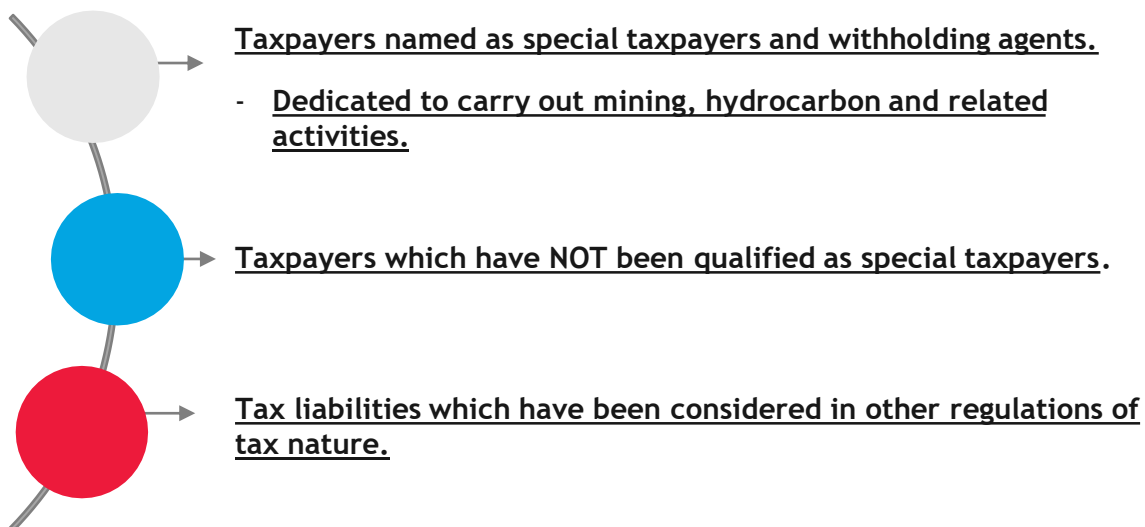 Taxpayers named as special taxpayers and withholding agents.
- Dedicated to carry out mining, hydrocarbon and related
activities.
Taxpayers which have NOT been qualified as special taxpayers.
Tax liabilities which have been considered in other regulations of
tax nature.